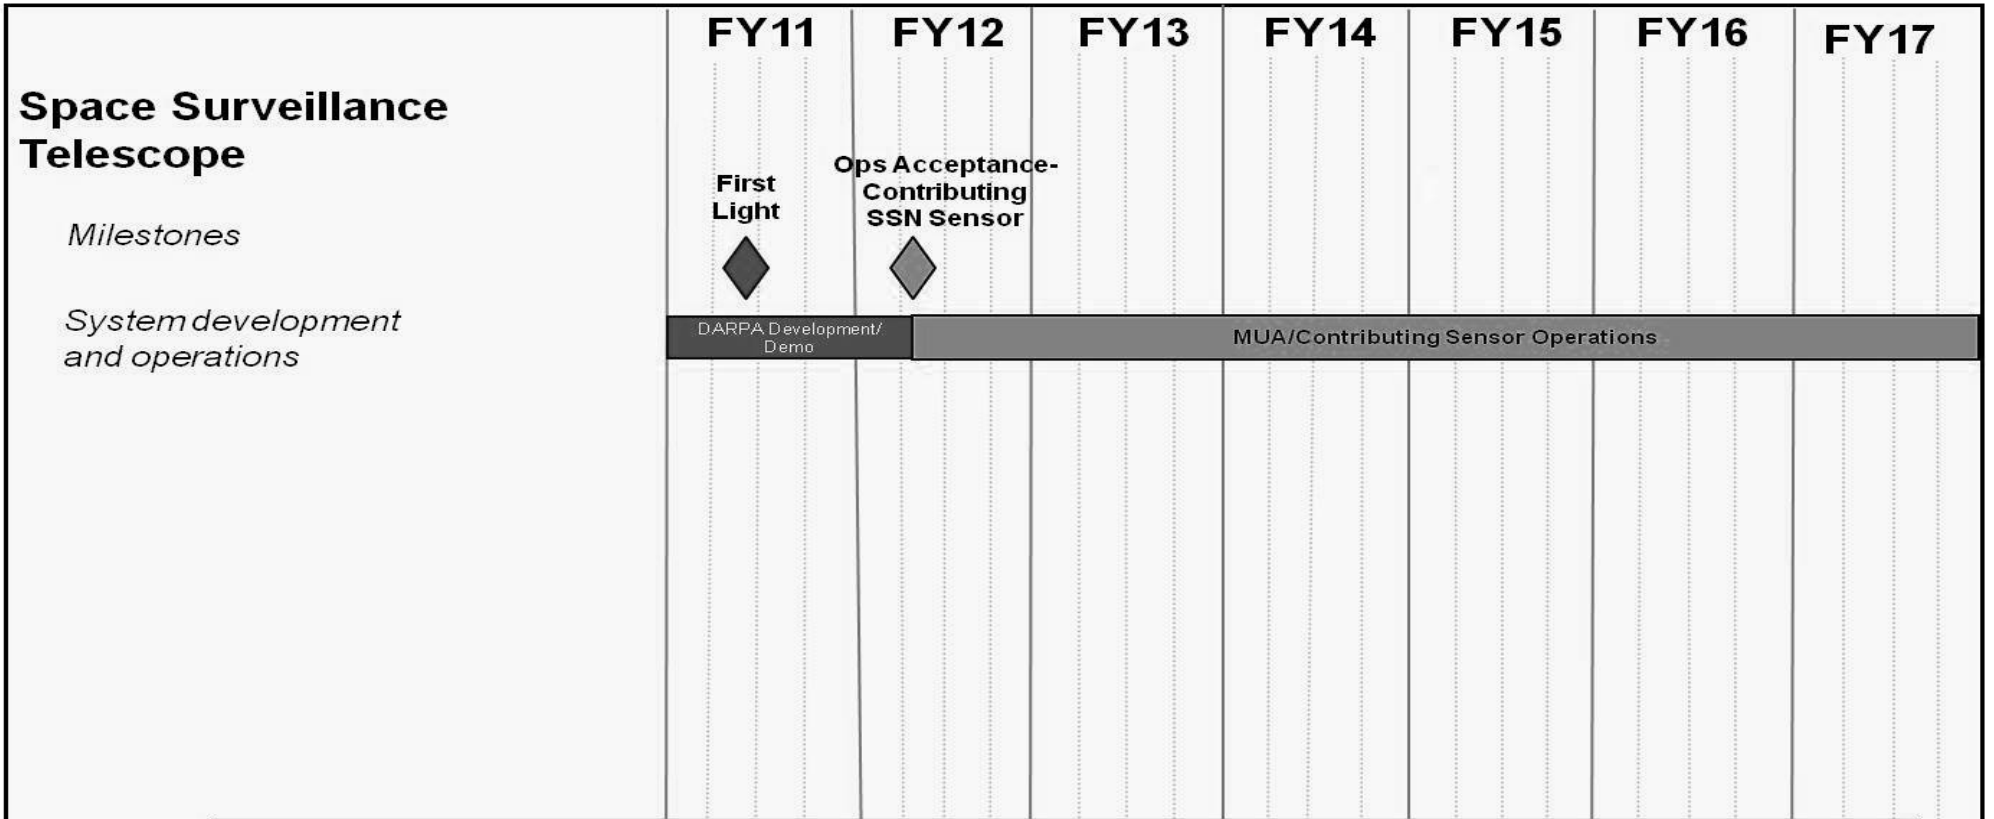 FY11 FY12 FY13 FY14 FY15 FY16 FY17
Space Surveillance
Telescope
First
Light
Ops Acceptance-
Contributing
SSN Sensor
Milestones
System development
and operations
DARPA Development/
Demo
MUA/Contributing Sensor Operations